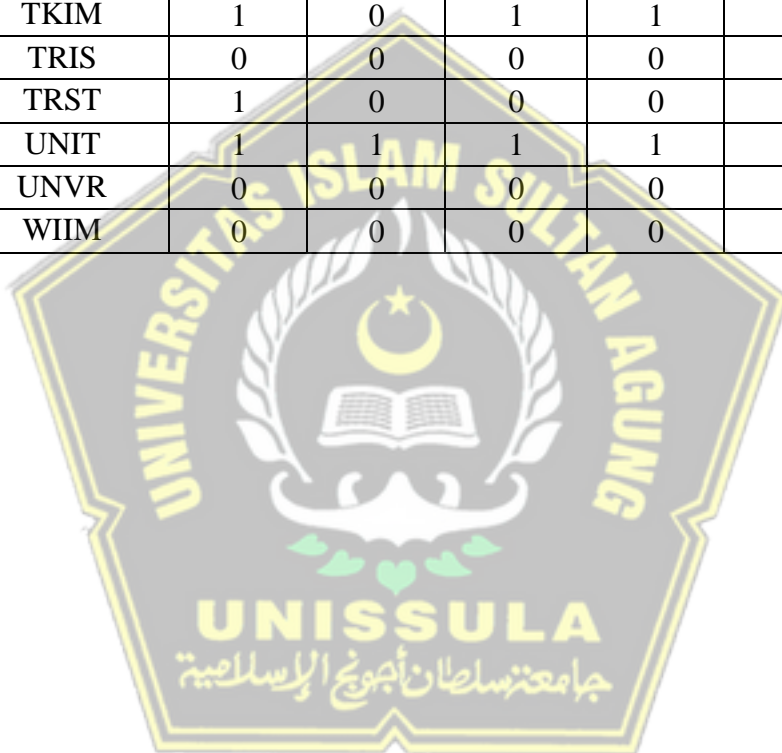 TKIM 1 0 1 1
TRIS 0 0 0 0
TRST 1 0 0 0
UNIT 1 1 1 1
UNVR 0 0 0 0
WIIM 0 0 0 0
UNIVERSITAS ISLAM SULTAN AGUNG
UNISSULA
جامعة سلطان أجونج الإسلامية